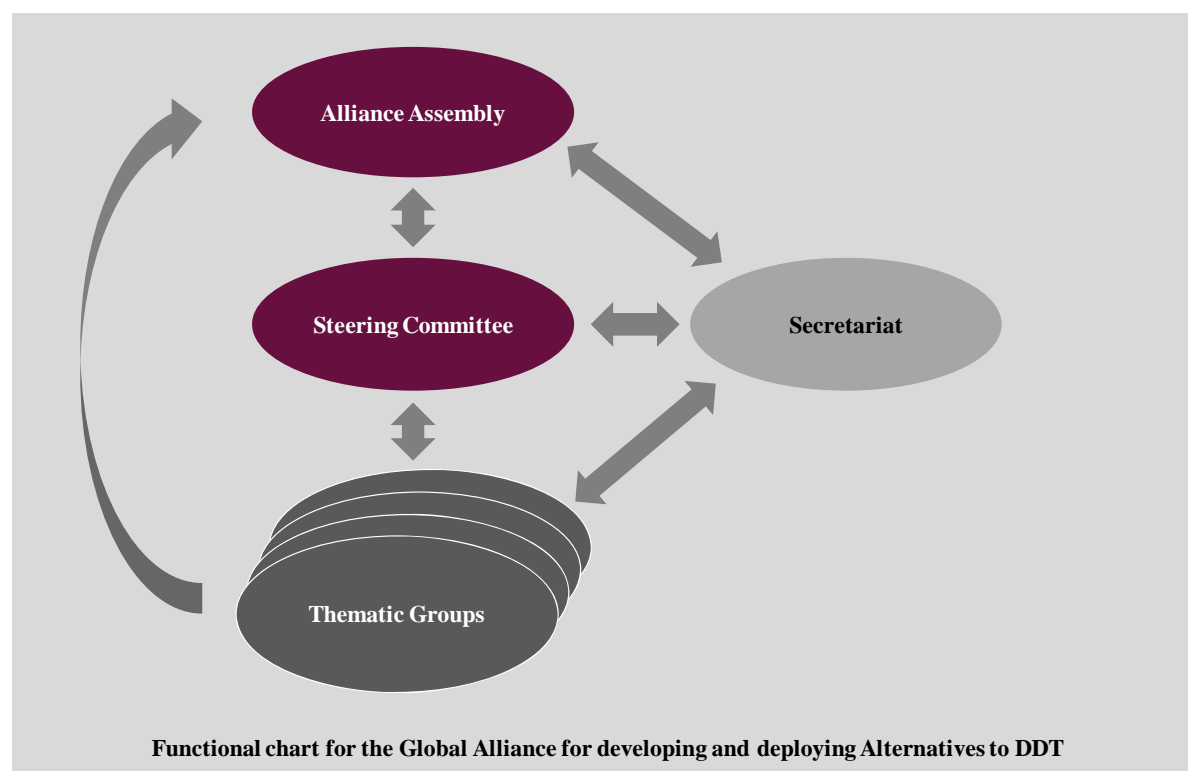 Alliance Assembly
Steering Committee
Secretariat
Thematic Groups
Functional chart for the Global Alliance for developing and deploying Alternatives to DDT